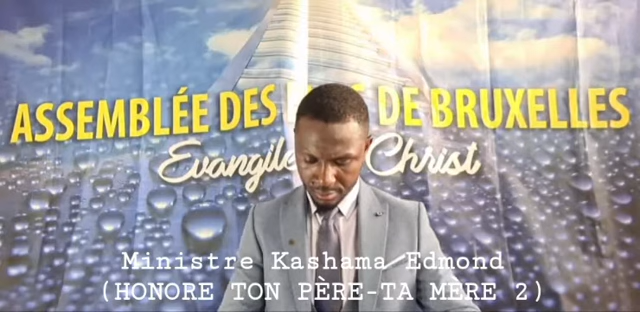 ASSEMBLÉE DES DE BRUXELLES
Evangile Christ
Ministre Kashama Edmond
(HONORE TON PÈRE-TA MERE 2)